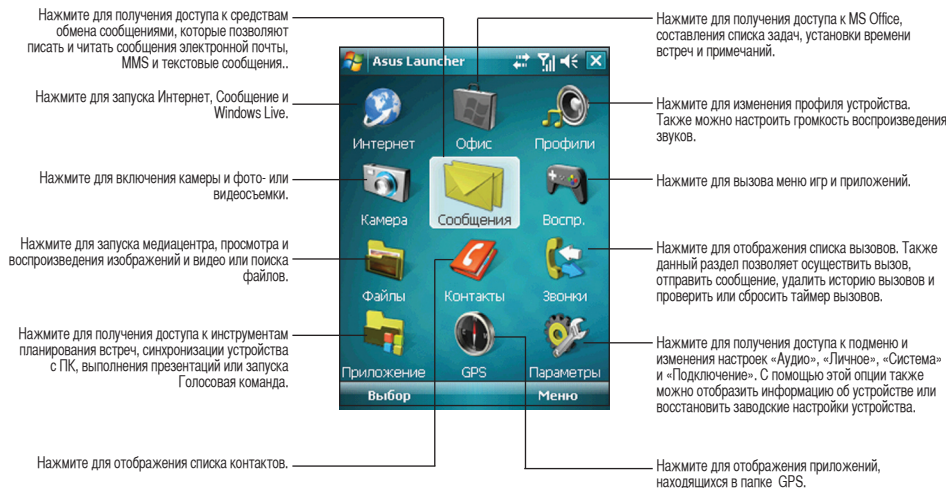 Нажмите для получения доступа к средствам
обмена сообщениями, которые позволяют
писать и читать сообщения электронной почты,
MMS и текстовые сообщения..
Нажмите для запуска Интернет, Сообщение и
Windows Live.
Нажмите для включения камеры и фото- или
видеосъемки.
Нажмите для запуска медиацентра, просмотра и
воспроизведения изображений и видео или поиска
файлов.
Нажмите для получения доступа к инструментам
планирования встреч, синхронизации устройства
с ПК, выполнения презентаций или запуска
Голосовая команда.
Нажмите для отображения списка контактов.
Asus Launcher
Интернет Офис Профили
Камера Сообщения Воспр.
Файлы Контакты Звонки
Приложение GPS Параметры
Выбор Меню
Нажмите для получения доступа к MS Office,
составления списка задач, установки времени
встреч и примечаний.
Нажмите для изменения профиля устройства.
Также можно настроить громкость воспроизведения
звуков.
Нажмите для вызова меню игр и приложений.
Нажмите для отображения списка вызовов. Также
данный раздел позволяет осуществить вызов,
отправить сообщение, удалить историю вызовов и
проверить или сбросить таймер вызовов.
Нажмите для получения доступа к подменю и
изменения настроек «Аудио», «Личное», «Система»
и «Подключение». С помощью этой опции также
можно отобразить информацию об устройстве или
восстановить заводские настройки устройства.
Нажмите для отображения приложений,
находящихся в папке GPS.